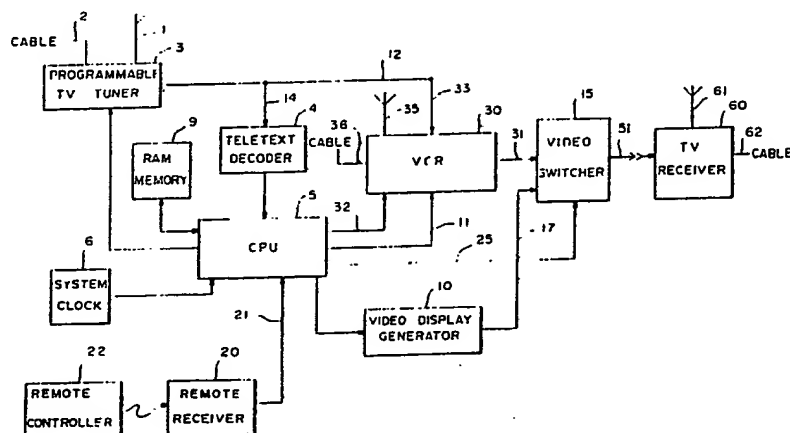 2
1
CABLE
3
PROGRAMMABLE
TV TUNER
12
14
4
33
35
36
CABLE
30
15
51
61
60
62
9
RAM
MEMORY
TELETEXT
DECODER
VCR
31
VIDEO
SWITCHER
TV
RECEIVER
CABLE
5
32
11
17
6
CPU
25
SYSTEM
CLOCK
21
10
VIDEO DISPLAY
GENERATOR
22
20
REMOTE
CONTROLLER
REMOTE
RECEIVER